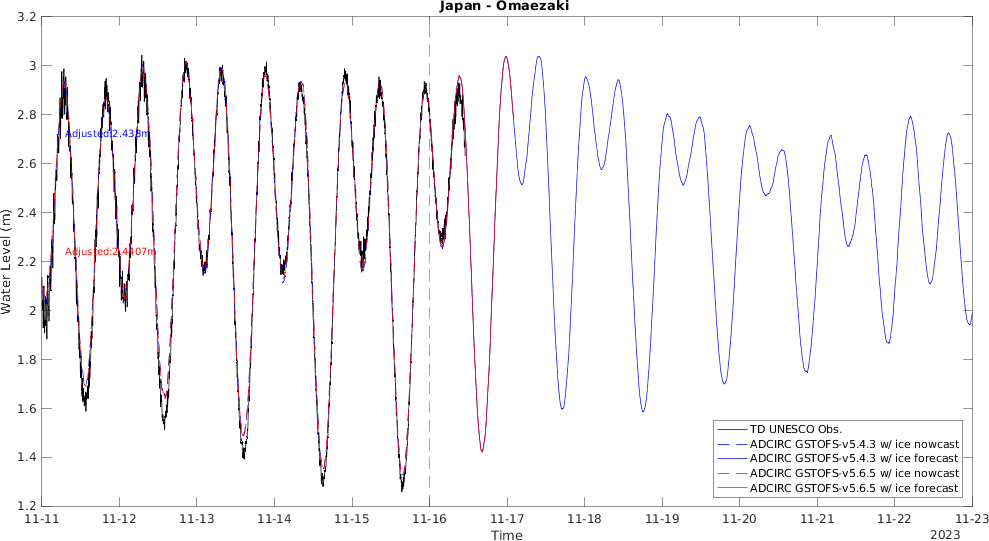 Japan - Omaezaki
3.2
3
2.8
2.6
2.4
2.2
2
1.8
1.6
1.4
1.2
Water Level (m)
Adjusted:2.433m
Adjusted:2.4407m
TD UNESCO Obs.
ADCIRC GSTOFS-v5.4.3 w/ ice nowcast
ADCIRC GSTOFS-v5.4.3 w/ ice forecast
ADCIRC GSTOFS-v5.6.5 w/ ice nowcast
ADCIRC GSTOFS-v5.6.5 w/ ice forecast
11-11 11-12 11-13 11-14 11-15 11-16 11-17 11-18 11-19 11-20 11-21 11-22 11-23
Time
2023